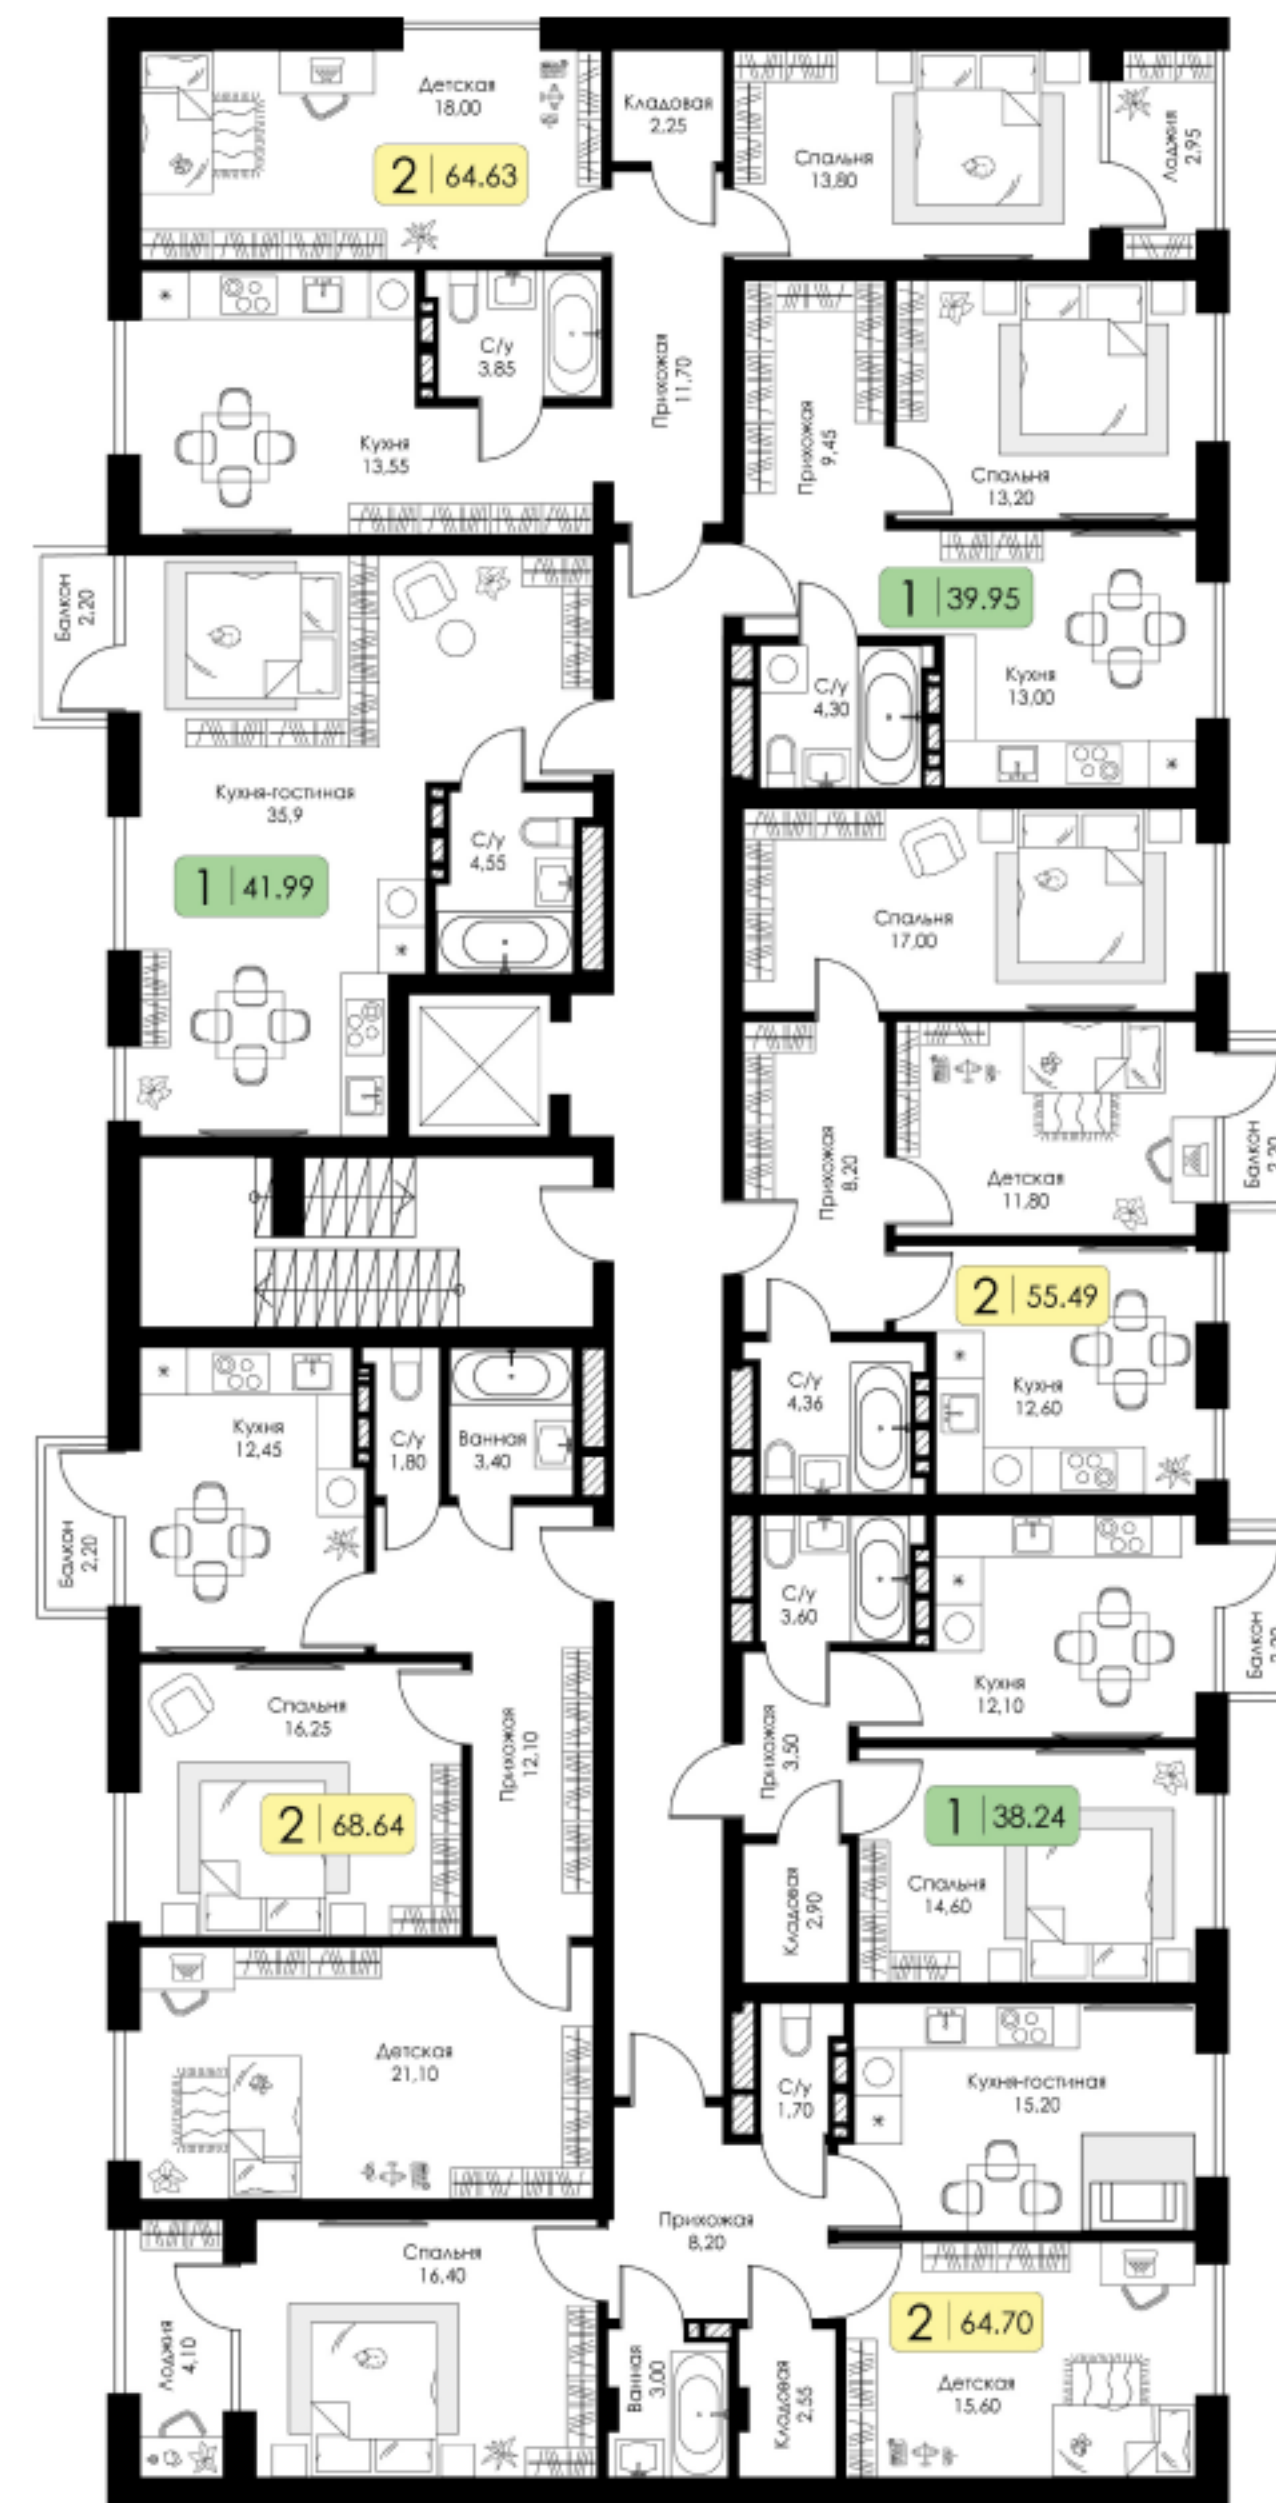 Детская
18,00
2 64.63
Кладовая
2,25
Спальня
13,80
Лоджия
2,95
С/у
3,85
Прихожая
11,70
Кухня
13,55
Прихожая
9,45
Спальня
13,20
Балкон
2,20
1 39.95
С/у
4,30
Кухня
13,00
Кухня-гостиная
35,9
1 41.99
С/у
4,55
Спальня
17,00
Прихожая
8,20
Детская
11,80
Балкон
2 55.49
С/у
4,36
Кухня
12,60
Кухня
12,45
С/у
1,80
Ванная
3,40
Балкон
2,20
С/у
3,60
Кухня
12,10
Балкон
Спальня
16,25
Прихожая
12,10
2 68.64
Прихожая
3,50
1 38.24
Кладовая
2,90
Спальня
14,60
Детская
21,10
С/у
1,70
Кухня-гостиная
15,20
Прихожая
8,20
Спальня
16,40
Лоджия
4,10
Ванная
3,00
Кладовая
2,55
2 64.70
Детская
15,60